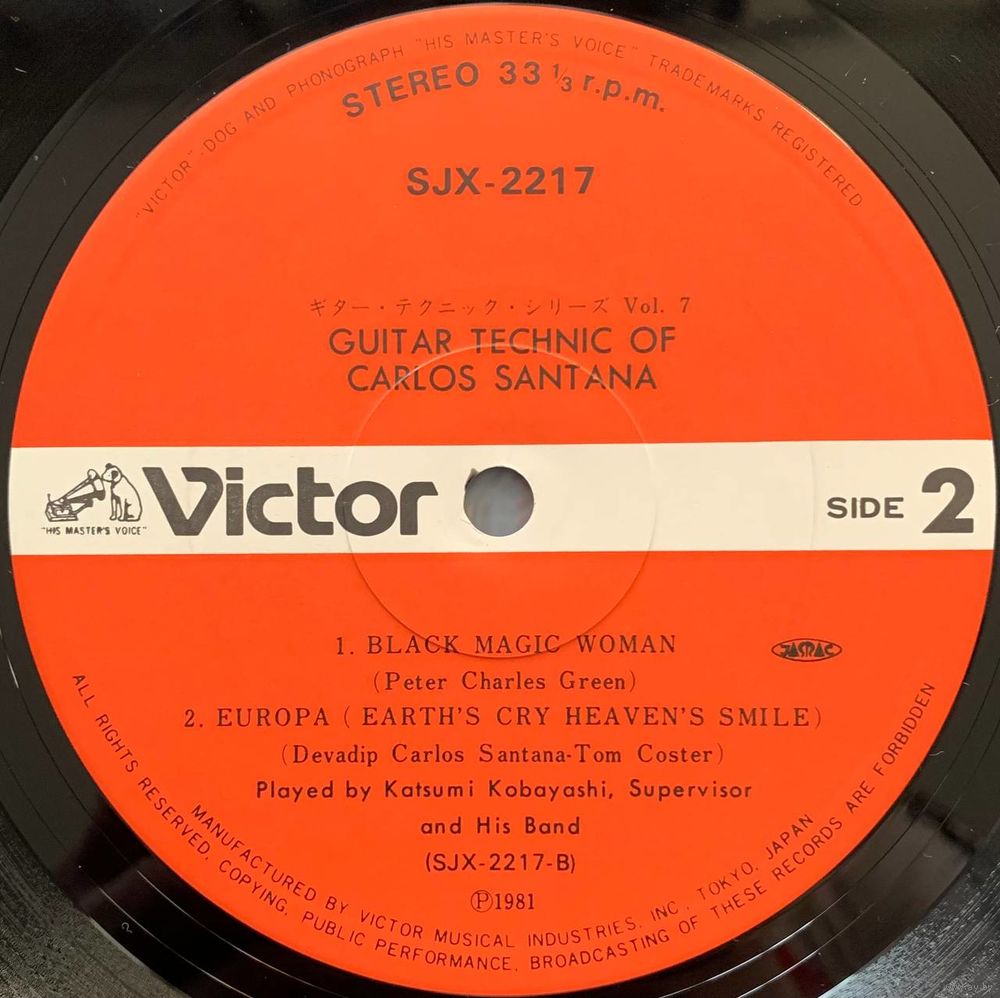 "VICTOR"-DOG AND PHONOGRAPH "HIS MASTER'S VOICE" TRADEMARKS REGISTERED
STEREO 33 1/3 r.p.m.
SJX-2217
ギター・テクニック・シリーズ Vol. 7
GUITAR TECHNIC OF
CARLOS SANTANA
"HIS MASTER'S VOICE"
Victor
SIDE 2
1. BLACK MAGIC WOMAN
JASRAC
(Peter Charles Green)
2. EUROPA (EARTH'S CRY HEAVEN'S SMILE)
(Devadip Carlos Santana-Tom Coster)
Played by Katsumi Kobayashi, Supervisor
and His Band
(SJX-2217-B)
Ⓟ1981
MANUFACTURED BY VICTOR MUSICAL INDUSTRIES, INC., TOKYO, JAPAN
ALL RIGHTS RESERVED, COPYING, PUBLIC PERFORMANCE, BROADCASTING OF THESE RECORDS ARE FORBIDDEN